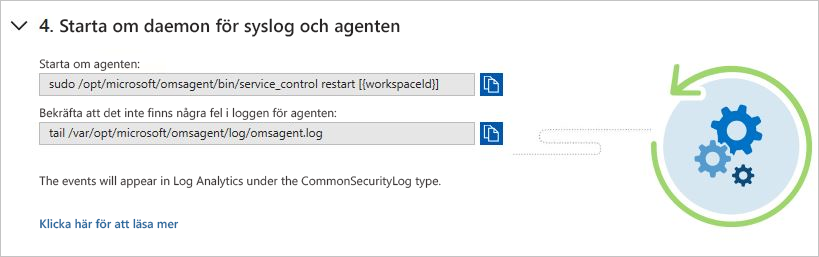 4. Starta om daemon för syslog och agenten
Starta om agenten:
sudo /opt/microsoft/omsagent/bin/service_control restart [{workspaceId}]
Bekräfta att det inte finns några fel i loggen för agenten:
tail /var/opt/microsoft/omsagent/log/omsagent.log
The events will appear in Log Analytics under the CommonSecurityLog type.
Klicka här för att läsa mer